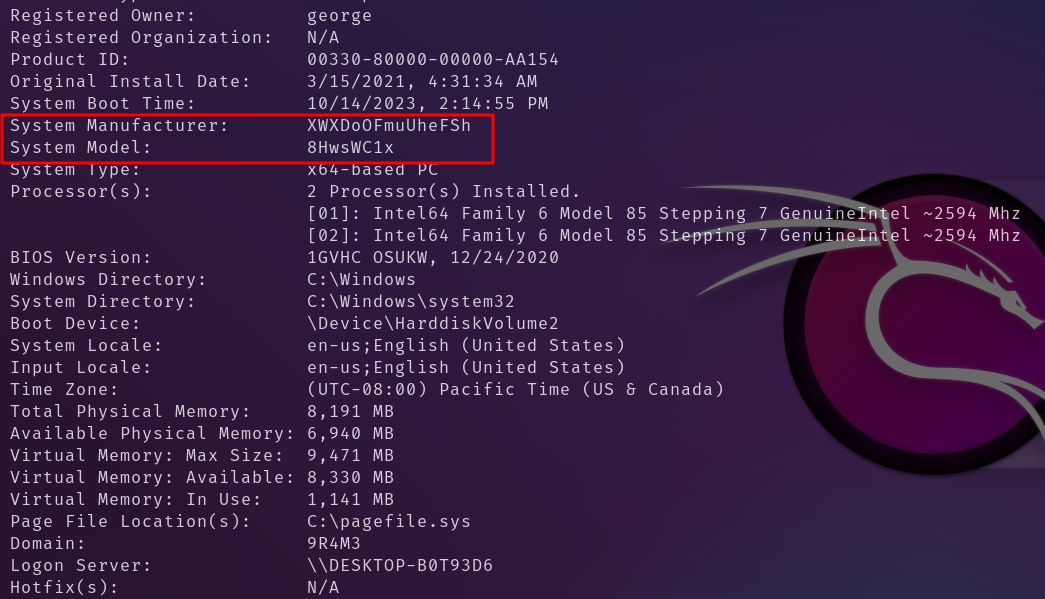 Registered Owner: george
Registered Organization: N/A
Product ID: 00330-80000-00000-AA154
Original Install Date: 3/15/2021, 4:31:34 AM
System Boot Time: 10/14/2023, 2:14:55 PM
System Manufacturer: XWXDoOFmuUheFSh
System Model: 8HwsWC1x
System Type: x64-based PC
Processor(s): 2 Processor(s) Installed.
[01]: Intel64 Family 6 Model 85 Stepping 7 GenuineIntel ~2594 Mhz
[02]: Intel64 Family 6 Model 85 Stepping 7 GenuineIntel ~2594 Mhz
BIOS Version: 1GVHC OSUKW, 12/24/2020
Windows Directory: C:\Windows
System Directory: C:\Windows\system32
Boot Device: \Device\HarddiskVolume2
System Locale: en-us;English (United States)
Input Locale: en-us;English (United States)
Time Zone: (UTC-08:00) Pacific Time (US & Canada)
Total Physical Memory: 8,191 MB
Available Physical Memory: 6,940 MB
Virtual Memory: Max Size: 9,471 MB
Virtual Memory: Available: 8,330 MB
Virtual Memory: In Use: 1,141 MB
Page File Location(s): C:\pagefile.sys
Domain: 9R4M3
Logon Server: \\DESKTOP-B0T93D6
Hotfix(s): N/A